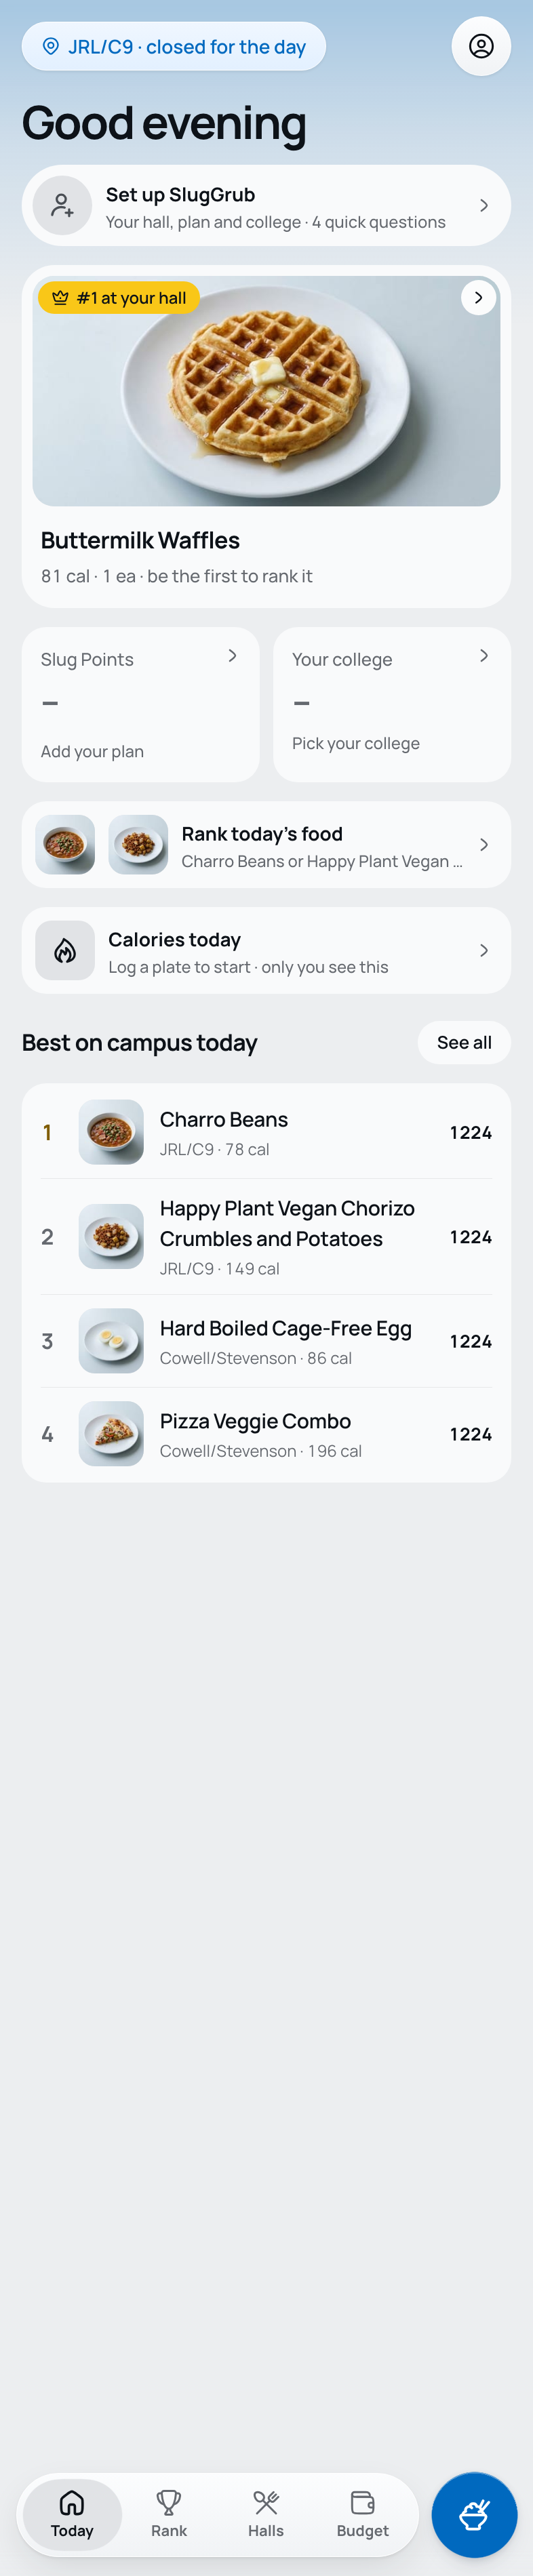 JRL/C9 · closed for the day
Good evening
Set up SlugGrub
Your hall, plan and college · 4 quick questions
#1 at your hall
Buttermilk Waffles
81 cal · 1 ea · be the first to rank it
Slug Points
–
Add your plan
Your college
–
Pick your college
Rank today's food
Charro Beans or Happy Plant Vegan ...
Calories today
Log a plate to start · only you see this
Best on campus today
See all
1
Charro Beans
JRL/C9 · 78 cal
1224
2
Happy Plant Vegan Chorizo
Crumbles and Potatoes
JRL/C9 · 149 cal
1224
3
Hard Boiled Cage-Free Egg
Cowell/Stevenson · 86 cal
1224
4
Pizza Veggie Combo
Cowell/Stevenson · 196 cal
1224
Today
Rank
Halls
Budget